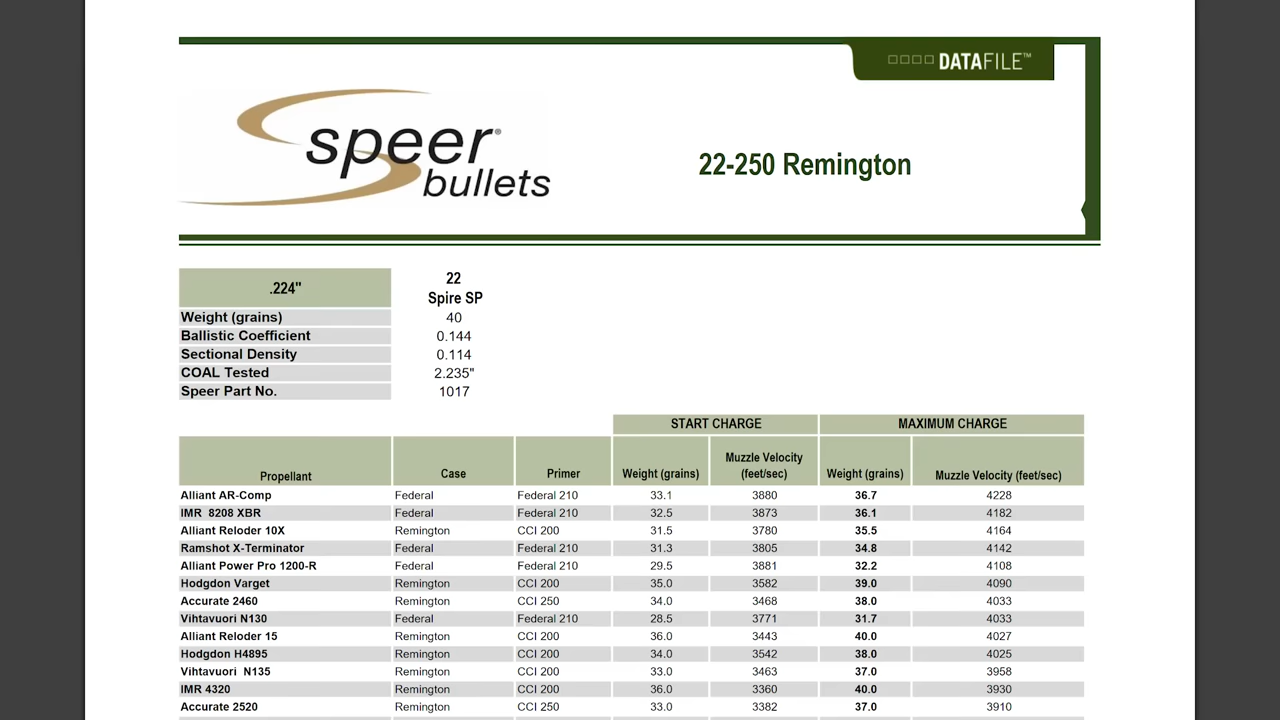 DATAFILE™
speer®
bullets
22-250 Remington
.224" 22
Spire SP
Weight (grains) 40
Ballistic Coefficient 0.144
Sectional Density 0.114
COAL Tested 2.235"
Speer Part No. 1017
START CHARGE MAXIMUM CHARGE
Propellant Case Primer Weight (grains) Muzzle Velocity (feet/sec) Weight (grains) Muzzle Velocity (feet/sec)
Alliant AR-Comp Federal Federal 210 33.1 3880 36.7 4228
IMR 8208 XBR Federal Federal 210 32.5 3873 36.1 4182
Alliant Reloder 10X Remington CCI 200 31.5 3780 35.5 4164
Ramshot X-Terminator Federal Federal 210 31.3 3805 34.8 4142
Alliant Power Pro 1200-R Federal Federal 210 29.5 3881 32.2 4108
Hodgdon Varget Remington CCI 200 35.0 3582 39.0 4090
Accurate 2460 Remington CCI 250 34.0 3468 38.0 4033
Vihtavuori N130 Federal Federal 210 28.5 3771 31.7 4033
Alliant Reloder 15 Remington CCI 200 36.0 3443 40.0 4027
Hodgdon H4895 Remington CCI 200 34.0 3542 38.0 4025
Vihtavuori N135 Remington CCI 200 33.0 3463 37.0 3958
IMR 4320 Remington CCI 200 36.0 3360 40.0 3930
Accurate 2520 Remington CCI 250 33.0 3382 37.0 3910